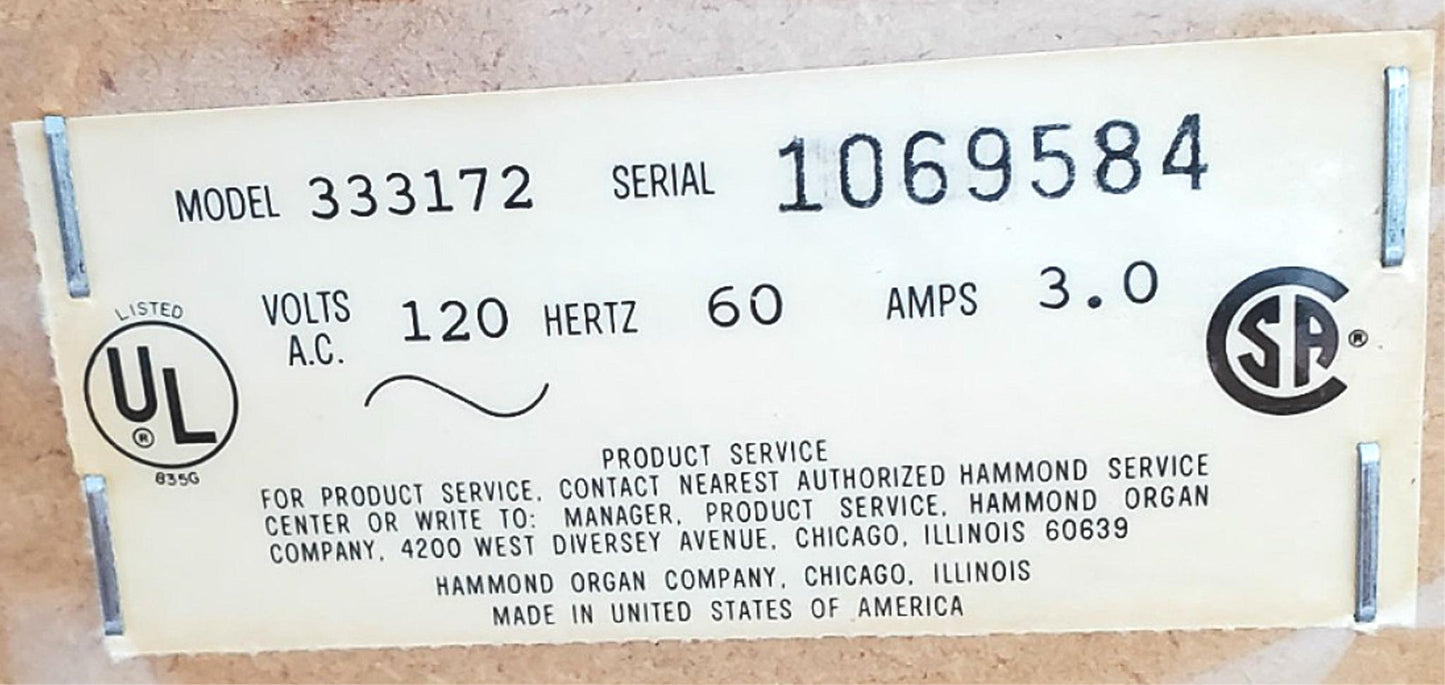 MODEL 333172 SERIAL 1069584
VOLTS A.C. 120 HERTZ 60 AMPS 3.0
LISTED
UL
®
835G
SA ®
PRODUCT SERVICE
FOR PRODUCT SERVICE, CONTACT NEAREST AUTHORIZED HAMMOND SERVICE
CENTER OR WRITE TO: MANAGER, PRODUCT SERVICE, HAMMOND ORGAN
COMPANY, 4200 WEST DIVERSEY AVENUE, CHICAGO, ILLINOIS 60639
HAMMOND ORGAN COMPANY, CHICAGO, ILLINOIS
MADE IN UNITED STATES OF AMERICA